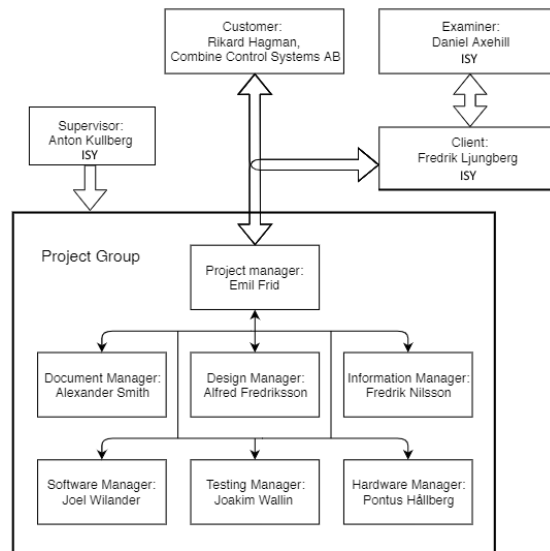 Customer:
Rikard Hagman,
Combine Control Systems AB
Examiner:
Daniel Axehill
ISY
Supervisor:
Anton Kullberg
ISY
Client:
Fredrik Ljungberg
ISY
Project Group
Project manager:
Emil Frid
Document Manager:
Alexander Smith
Design Manager:
Alfred Fredriksson
Information Manager:
Fredrik Nilsson
Software Manager:
Joel Wilander
Testing Manager:
Joakim Wallin
Hardware Manager:
Pontus Hållberg